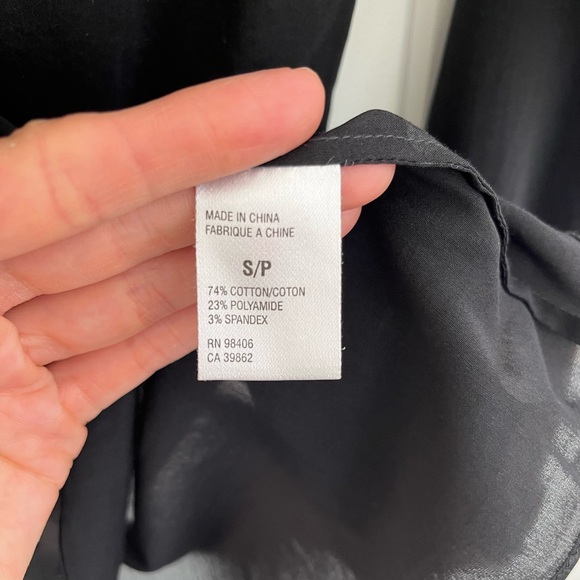 MADE IN CHINA
FABRIQUE A CHINE
S/P
74% COTTON/COTON
23% POLYAMIDE
3% SPANDEX
RN 98406
CA 39862